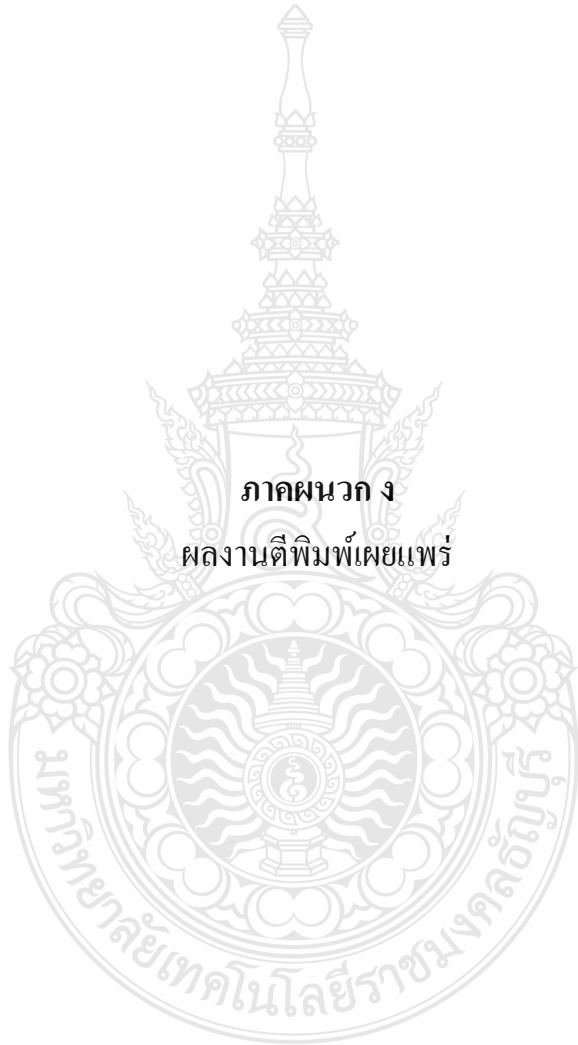 ภาคผนวก ง
ผลงานตีพิมพ์เผยแพร่
มหาวิทยาลัยเทคโนโลยีราชมงคลธัญบุรี